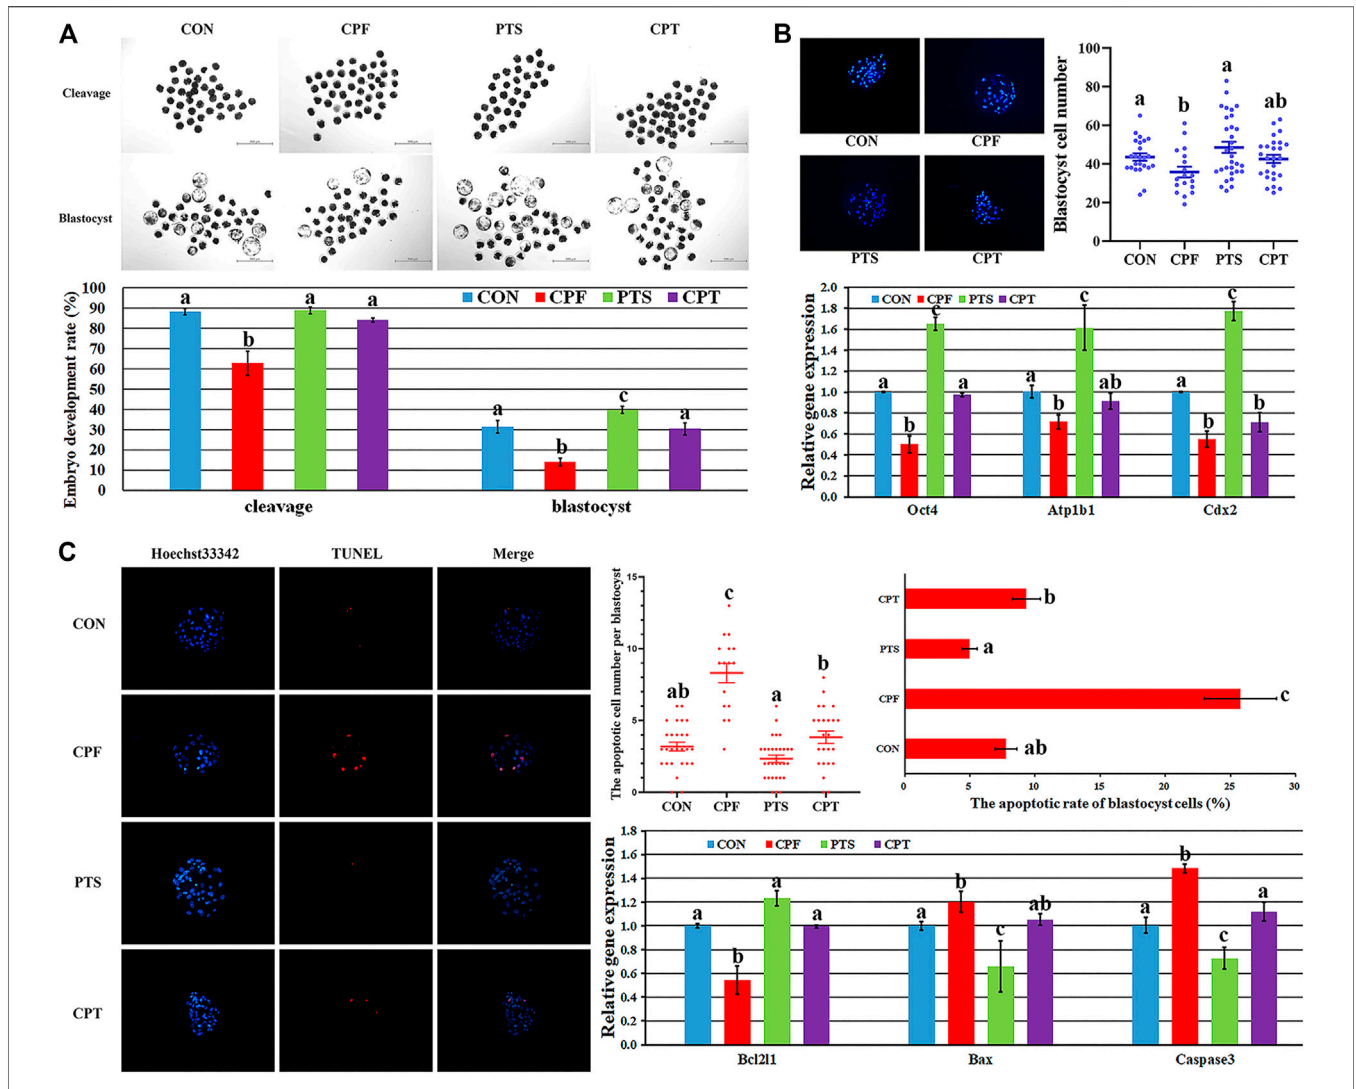 A
CON CPF PTS CPT
Cleavage
Blastocyst
Embryo development rate (%)
100
90
80
70
60
50
40
30
20
10
0
CON CPF PTS CPT
a b a a
a b c a
cleavage blastocyst
B
CON CPF
PTS CPT
Blastocyst cell number
100
80
60
40
20
0
a b a ab
CON CPF PTS CPT
Relative gene expression
2.0
1.8
1.6
1.4
1.2
1.0
0.8
0.6
0.4
0.2
0.0
CON CPF PTS CPT
a b c a
a b c ab
a b c b
Oct4 Atp1b1 Cdx2
C
Hoechst33342 TUNEL Merge
CON
CPF
PTS
CPT
The apoptotic cell number per blastocyst
15
10
5
0
ab c a b
CON CPF PTS CPT
CPT b
PTS a
CPF c
CON ab
0 5 10 15 20 25 30
The apoptotic rate of blastocyst cells (%)
Relative gene expression
1.8
1.6
1.4
1.2
1.0
0.8
0.6
0.4
0.2
0.0
CON CPF PTS CPT
a b a a
a b c ab
a b c a
Bcl2l1 Bax Caspase3